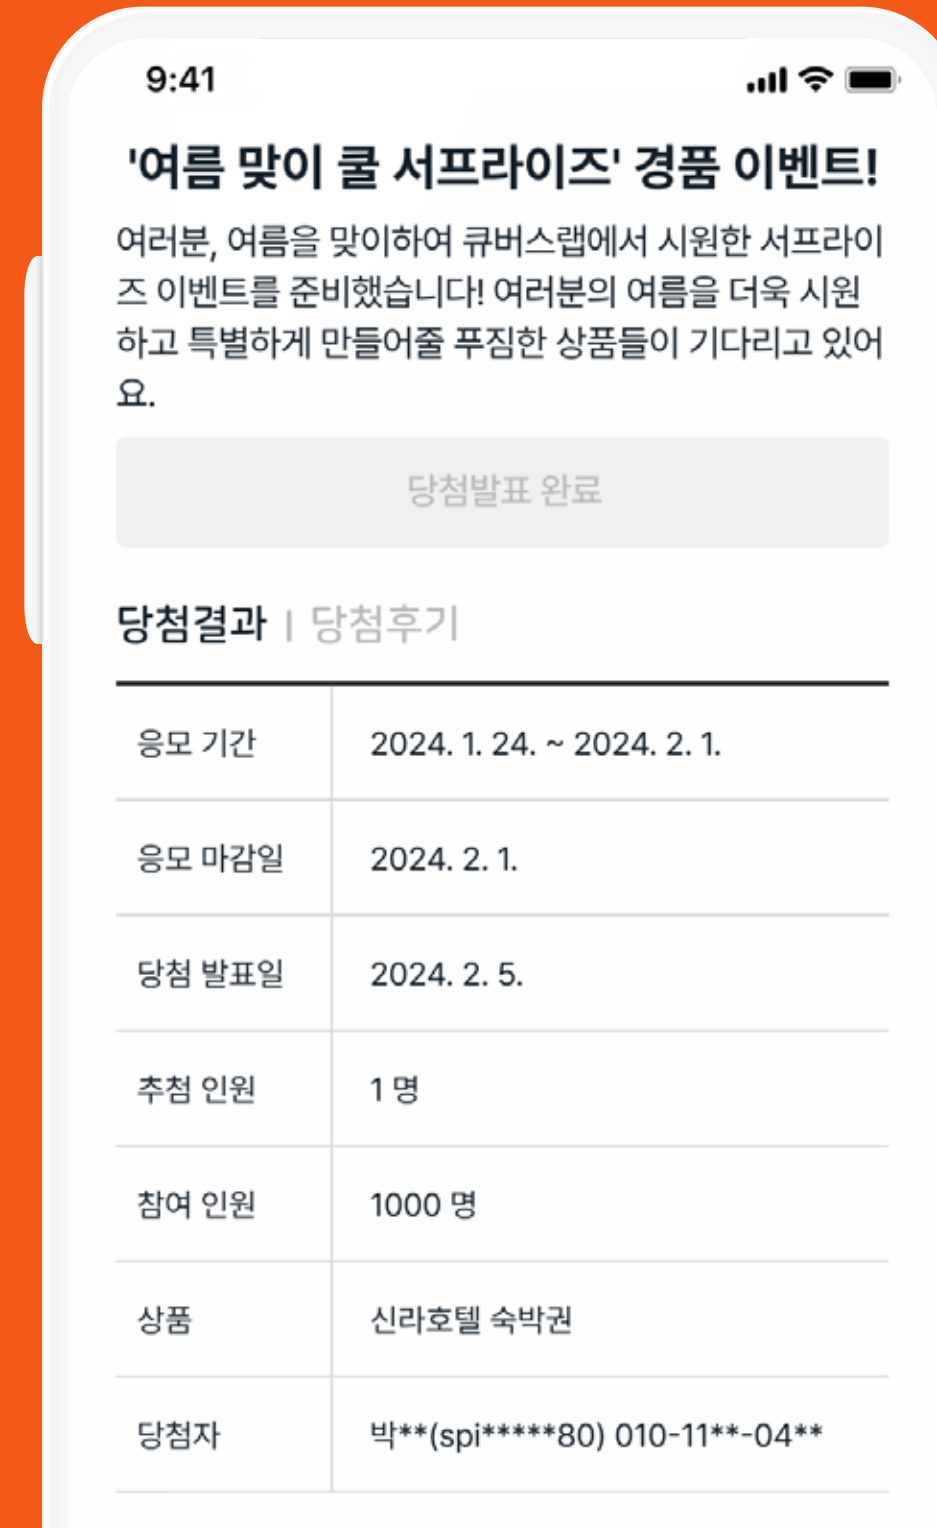 9:41
'여름 맞이 쿨 서프라이즈' 경품 이벤트!
여러분, 여름을 맞이하여 큐버스랩에서 시원한 서프라이
즈 이벤트를 준비했습니다! 여러분의 여름을 더욱 시원
하고 특별하게 만들어줄 푸짐한 상품들이 기다리고 있어
요.
당첨발표 완료
당첨결과 | 당첨후기
응모 기간 2024. 1. 24. ~ 2024. 2. 1.
응모 마감일 2024. 2. 1.
당첨 발표일 2024. 2. 5.
추첨 인원 1 명
참여 인원 1000 명
상품 신라호텔 숙박권
당첨자 박**(spi*****80) 010-11**-04**